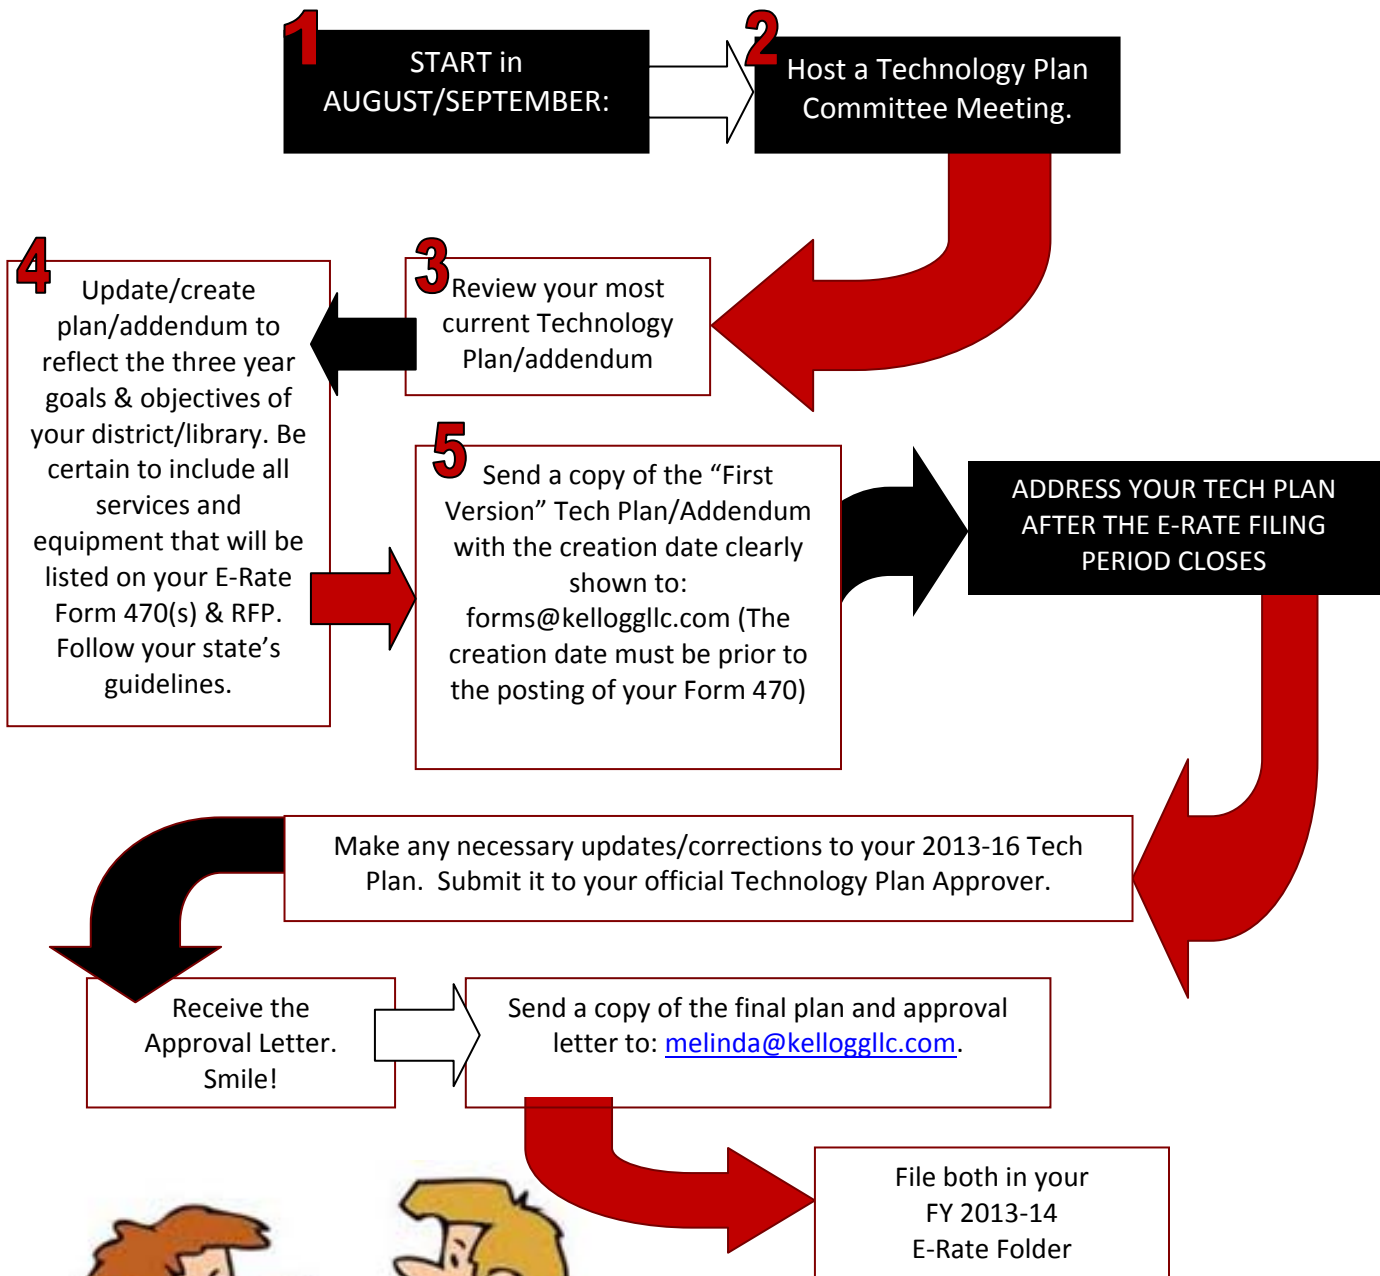 1
START in
AUGUST/SEPTEMBER:
2
Host a Technology Plan
Committee Meeting.
3
Review your most
current Technology
Plan/addendum
4
Update/create
plan/addendum to
reflect the three year
goals & objectives of
your district/library. Be
certain to include all
services and
equipment that will be
listed on your E-Rate
Form 470(s) & RFP.
Follow your state’s
guidelines.
5
Send a copy of the “First
Version” Tech Plan/Addendum
with the creation date clearly
shown to:
forms@kelloggllc.com (The
creation date must be prior to
the posting of your Form 470)
ADDRESS YOUR TECH PLAN
AFTER THE E-RATE FILING
PERIOD CLOSES
Make any necessary updates/corrections to your 2013-16 Tech
Plan.  Submit it to your official Technology Plan Approver.
Receive the
Approval Letter.
Smile!
Send a copy of the final plan and approval
letter to: melinda@kelloggllc.com.
File both in your
FY 2013-14
E-Rate Folder